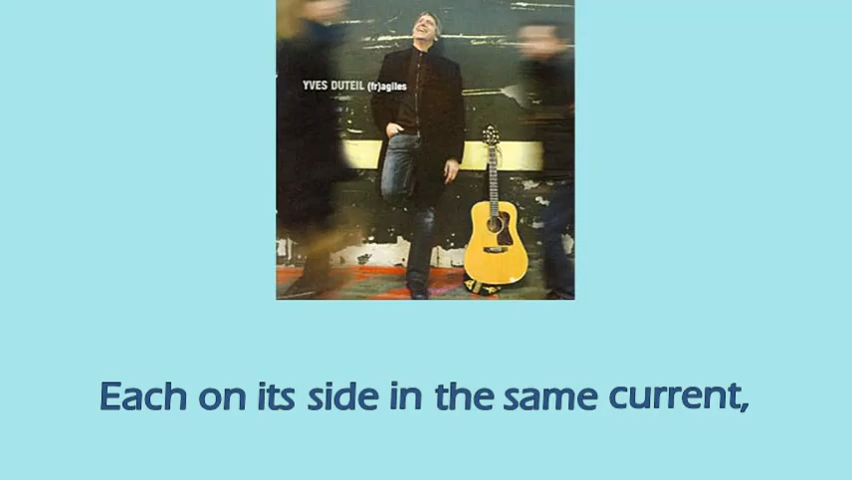 YVES DUTEIL (fr)agiles
Each on its side in the same current,